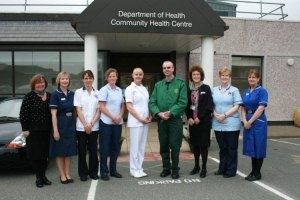 Department of Health
Community Health Centre
NO PARKING